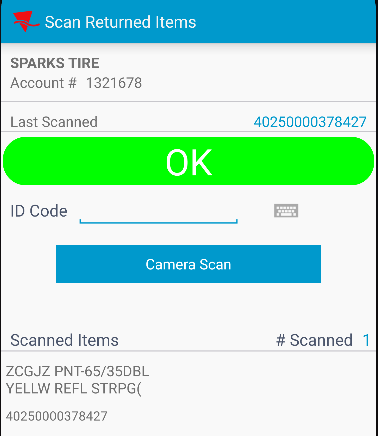 Scan Returned Items
SPARKS TIRE
Account # 1321678
Last Scanned 40250000378427
OK
ID Code
Camera Scan
Scanned Items # Scanned 1
ZCGJZ PNT-65/35DBL
YELLW REFL STRPG(
40250000378427